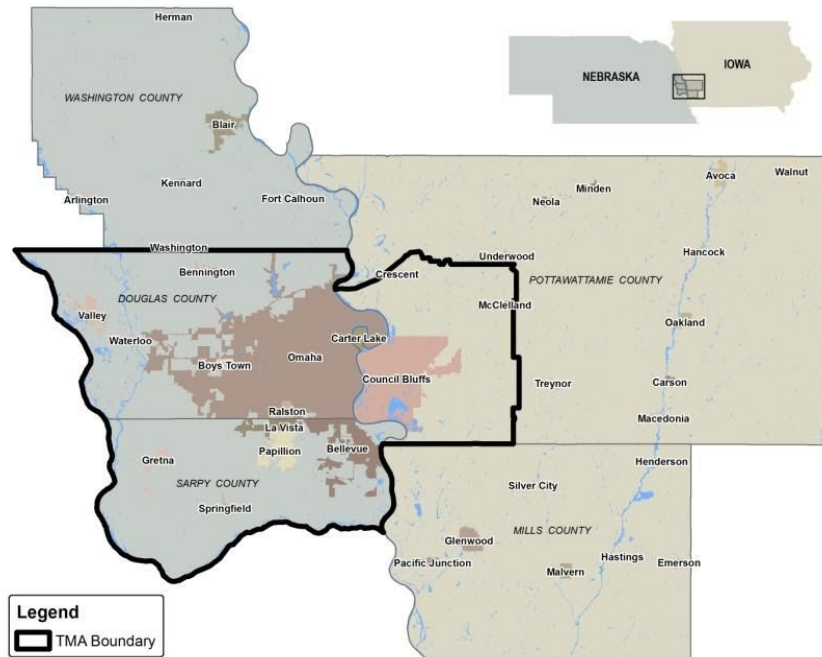 Herman
NEBRASKA
IOWA
WASHINGTON COUNTY
Blair
Avoca
Walnut
Minden
Kennard
Arlington
Fort Calhoun
Neola
Washington
Underwood
Hancock
Bennington
Crescent
POTTAWATTAMIE COUNTY
DOUGLAS COUNTY
McClelland
Valley
Oakland
Waterloo
Carter Lake
Boys Town
Omaha
Council Bluffs
Treynor
Carson
Ralston
Macedonia
La Vista
Papillion
Bellevue
Gretna
Henderson
SARPY COUNTY
Silver City
Springfield
MILLS COUNTY
Glenwood
Pacific Junction
Hastings
Emerson
Malvern
Legend
TMA Boundary